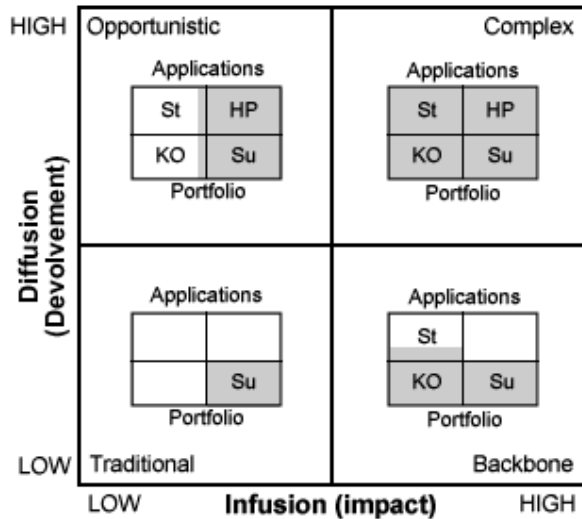 HIGH Opportunistic Complex
Applications Applications
St HP St HP
KO Su KO Su
Portfolio Portfolio
Diffusion
(Devolvement)
Applications Applications
St
Su KO Su
Portfolio Portfolio
LOW Traditional Backbone
LOW Infusion (impact) HIGH